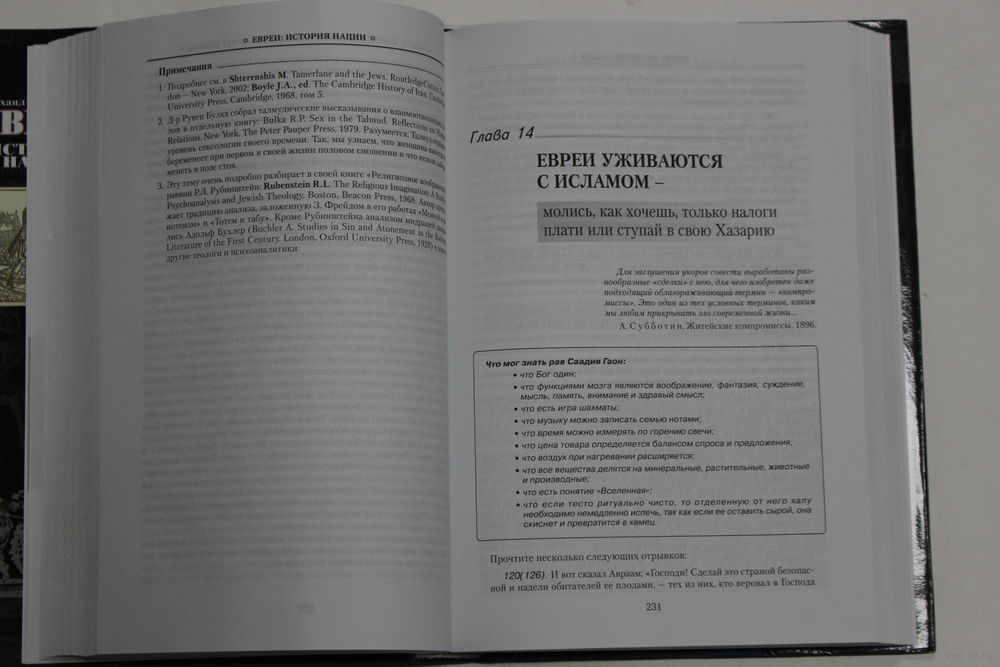 ✡ ЕВРЕИ: ИСТОРИЯ НАЦИИ ✡
Примечания
1. Подробнее см. в Shterenshis M. Tamerlane and the Jews. RoutledgeCurzon,
don – New York, 2002; Boyle J.A., ed. The Cambridge History of Iran.
University Press, Cambridge, 1968, том 5.
2. Д-р Рувен Булка собрал талмудические высказывания о взаимоотношении
лов в отдельную книгу: Bulka R.P. Sex in the Talmud. Reflections on
Relations. New York, The Peter Pauper Press, 1979. Разумеется, Талмуд
уровень сексологии своего времени. Так, мы узнаем, что женщина
беременеет при первом в своей жизни половом сношении и что нельзя
менеть в позе стоя.
3. Эту тему очень подробно разбирает в своей книге «Религиозное
раввин Р.Л. Рубинштейн: Rubenstein R.L. The Religious Imagination: A
Psychoanalysis and Jewish Theology. Boston, Beacon Press, 1968. Автор
жает традицию анализа, заложенную З. Фрейдом в его работах «Моисей и
нотеизм» и «Тотем и табу». Кроме Рубинштейна анализом мидрашей
лись Адольф Бухлер (Buchler A. Studies in Sin and Atonement in the
Literature of the First Century. London, Oxford University Press, 1928) и
другие теологи и психоаналитики.
Глава 14
ЕВРЕИ УЖИВАЮТСЯ
С ИСЛАМОМ –
молись, как хочешь, только налоги
плати или ступай в свою Хазарию
Для заглушения укоров совести выработаны раз-
нообразные «сделки» с нею, для чего изобретен даже
подходящий облагораживающий термин — «компро-
миссы». Это один из тех условных терминов, каким
мы любим прикрывать зло современной жизни...
А. Субботин. Житейские компромиссы. 1896.
Что мог знать рав Саадия Гаон:
• что Бог один;
• что функциями мозга являются воображение, фантазия, суждение,
мысль, память, внимание и здравый смысл;
• что есть игра шахматы;
• что музыку можно записать семью нотами;
• что время можно измерять по горению свечи;
• что цена товара определяется балансом спроса и предложения;
• что воздух при нагревании расширяется;
• что все вещества делятся на минеральные, растительные, животные
и производные;
• что есть понятие «Вселенная»;
• что если тесто ритуально чисто, то отделенную от него халу
необходимо немедленно испечь, так как если ее оставить сырой, она
скиснет и превратится в хамец.
Прочтите несколько следующих отрывков:
120(126). И вот сказал Авраам: «Господи! Сделай это страной безопас-
ной и надели обитателей ее плодами, – тех из них, кто веровал в Господа
231